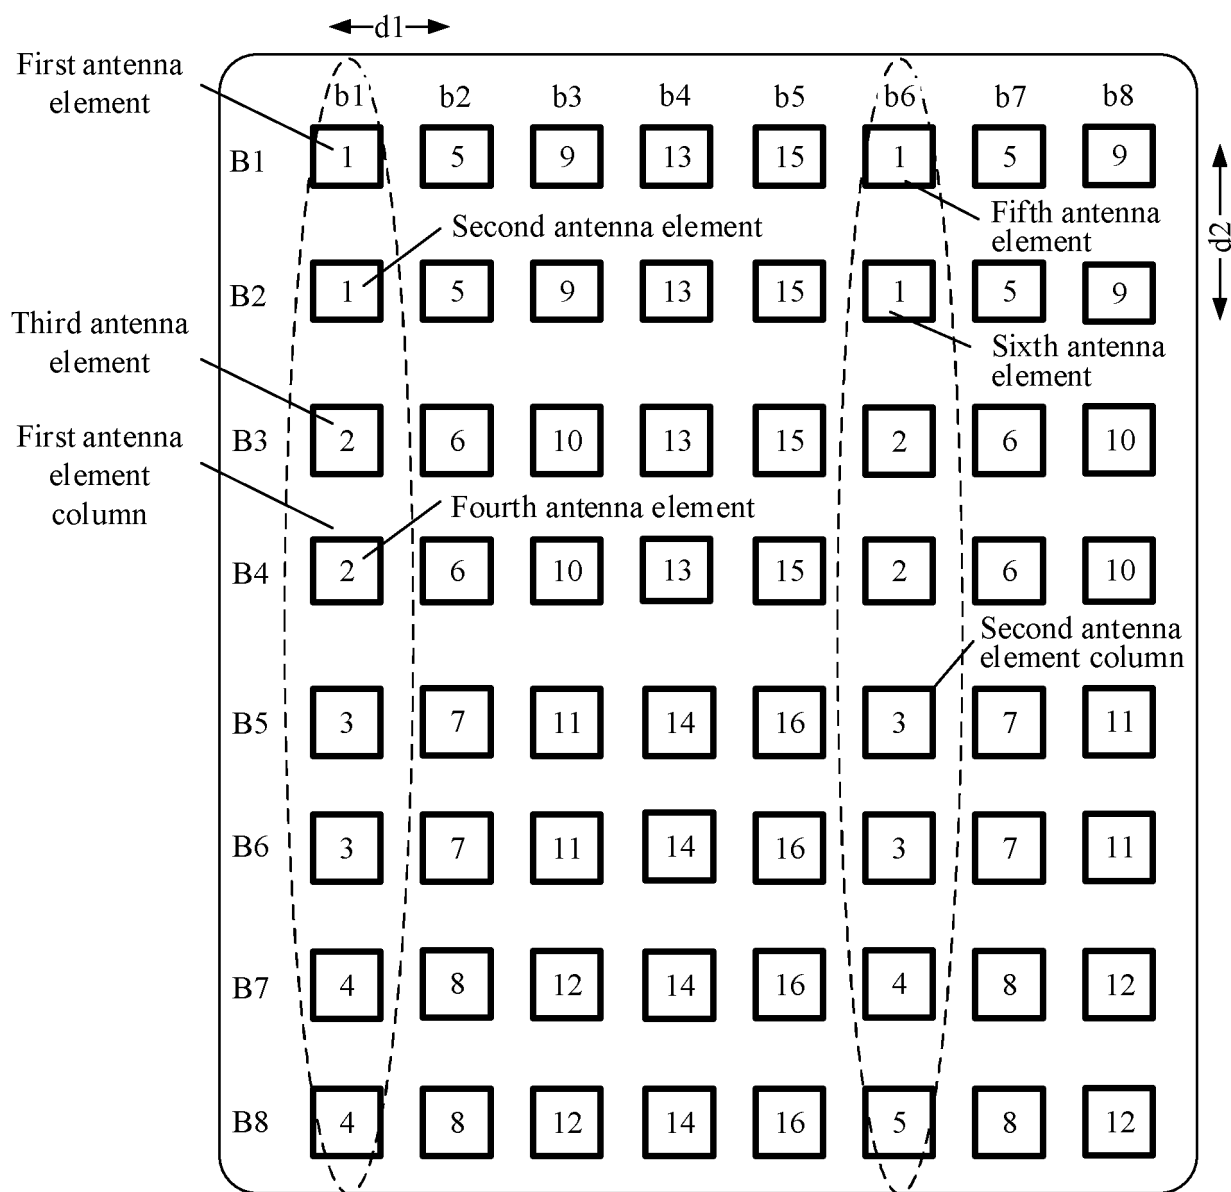 d1
First antenna
element
b1 b2 b3 b4 b5 b6 b7 b8
B1 1 5 9 13 15 1 5 9
Fifth antenna
element
d2
Second antenna element
B2 1 5 9 13 15 1 5 9
Third antenna
element
Sixth antenna
element
B3 2 6 10 13 15 2 6 10
First antenna
element
column
Fourth antenna element
B4 2 6 10 13 15 2 6 10
Second antenna
element column
B5 3 7 11 14 16 3 7 11
B6 3 7 11 14 16 3 7 11
B7 4 8 12 14 16 4 8 12
B8 4 8 12 14 16 5 8 12